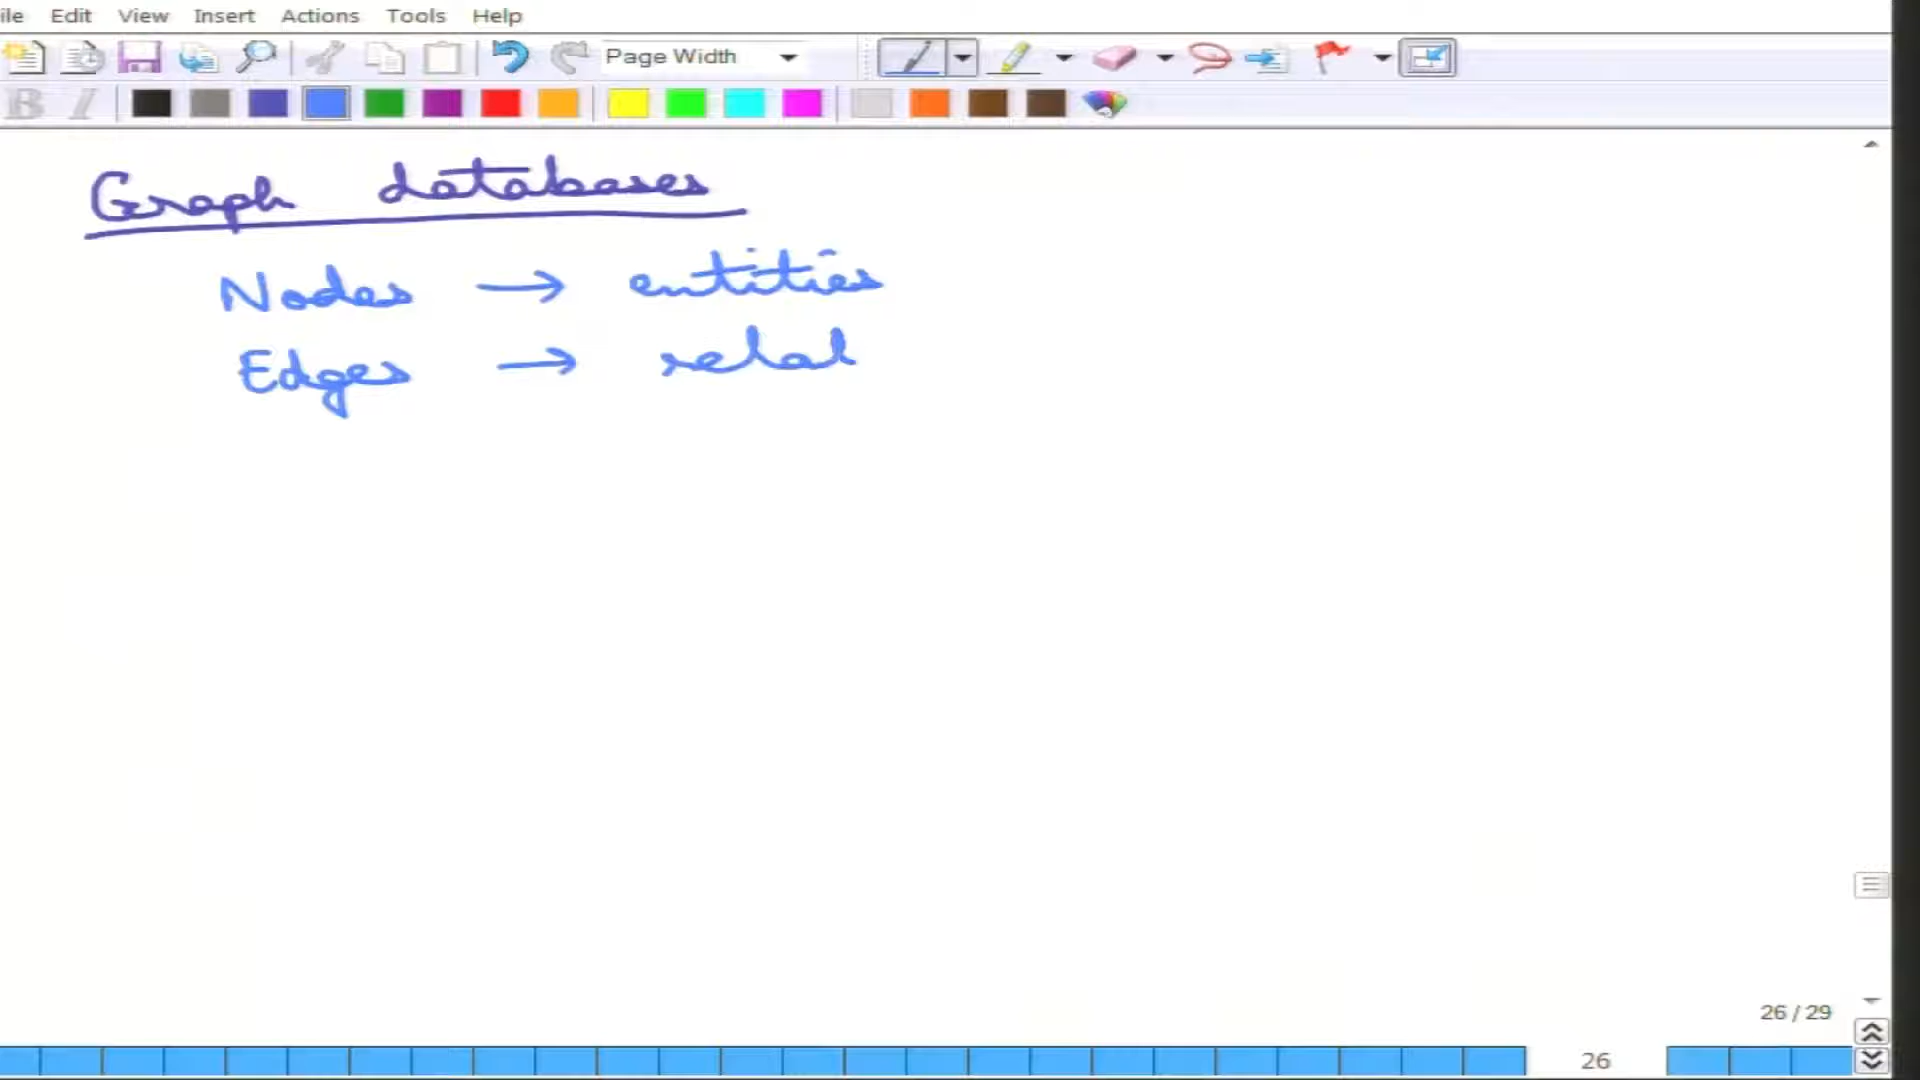 ile Edit View Insert Actions Tools Help
Page Width
B I
Graph databases
Nodes → entities
Edges → relat
26 / 29
26